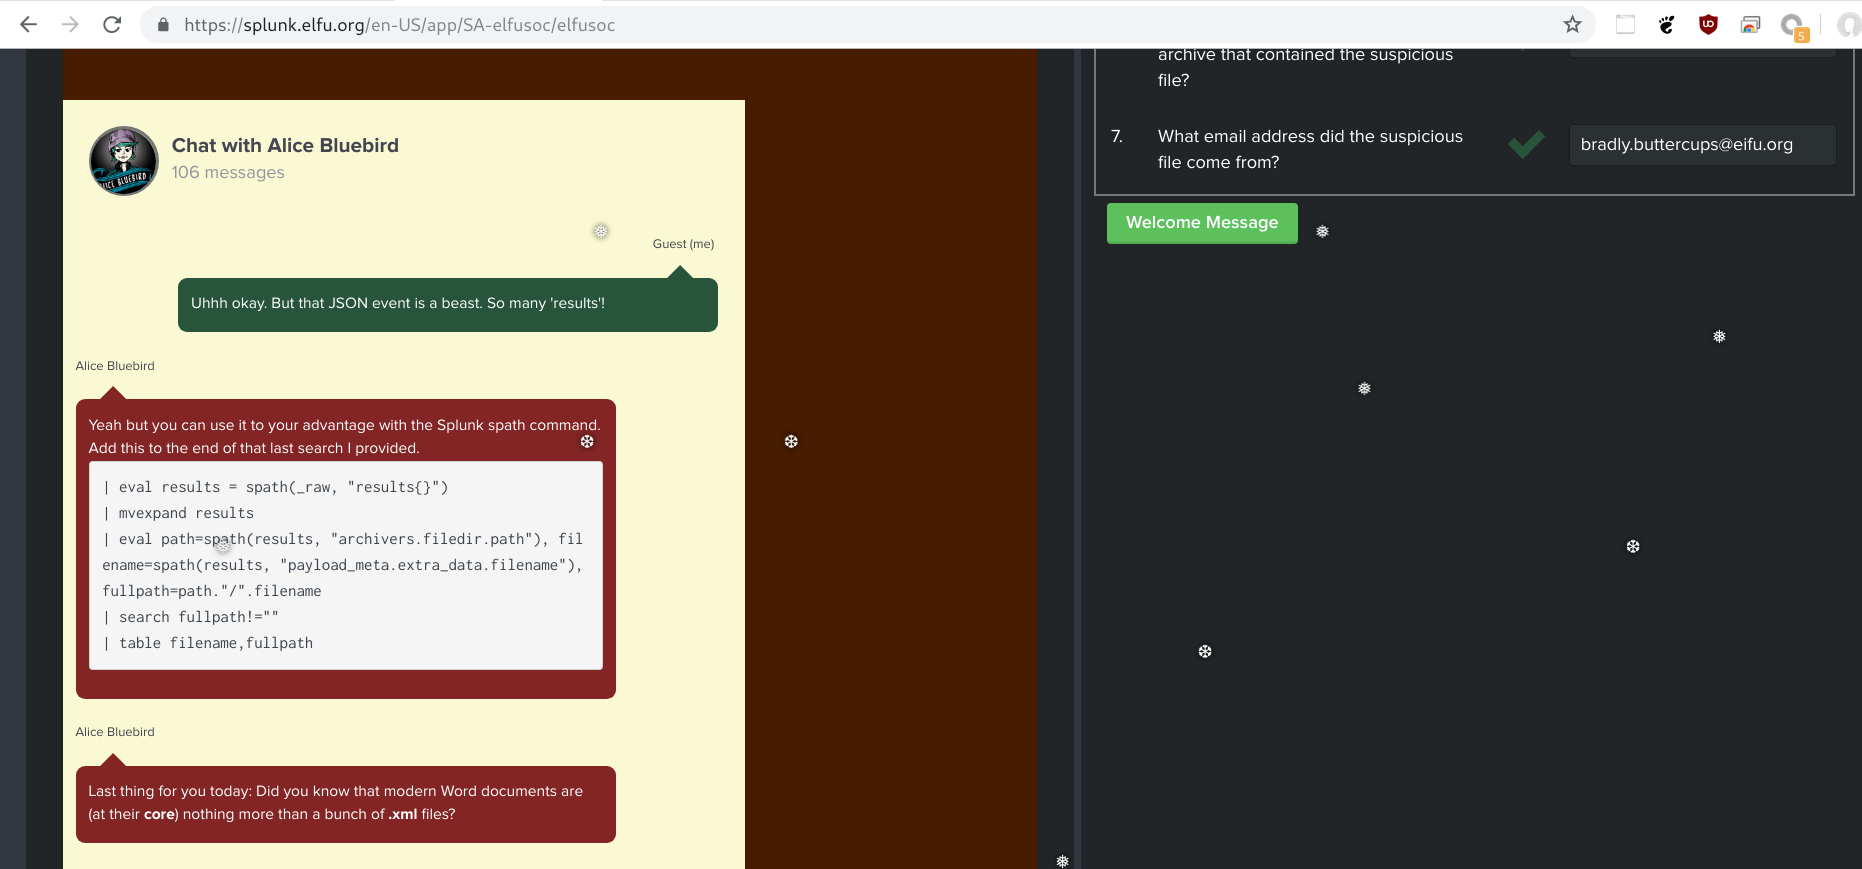 https://splunk.elfu.org/en-US/app/SA-elfusoc/elfusoc
5
Chat with Alice Bluebird
106 messages
Guest (me)
Uhhh okay. But that JSON event is a beast. So many 'results'!
Alice Bluebird
Yeah but you can use it to your advantage with the Splunk spath command.
Add this to the end of that last search I provided.
| eval results = spath(_raw, "results{}")
| mvexpand results
| eval path=spath(results, "archivers.filedir.path"), fil
ename=spath(results, "payload_meta.extra_data.filename"),
fullpath=path."/".filename
| search fullpath!=""
| table filename,fullpath
Alice Bluebird
Last thing for you today: Did you know that modern Word documents are
(at their core) nothing more than a bunch of .xml files?
archive that contained the suspicious
file?
7. What email address did the suspicious
file come from?
bradly.buttercups@eifu.org
Welcome Message